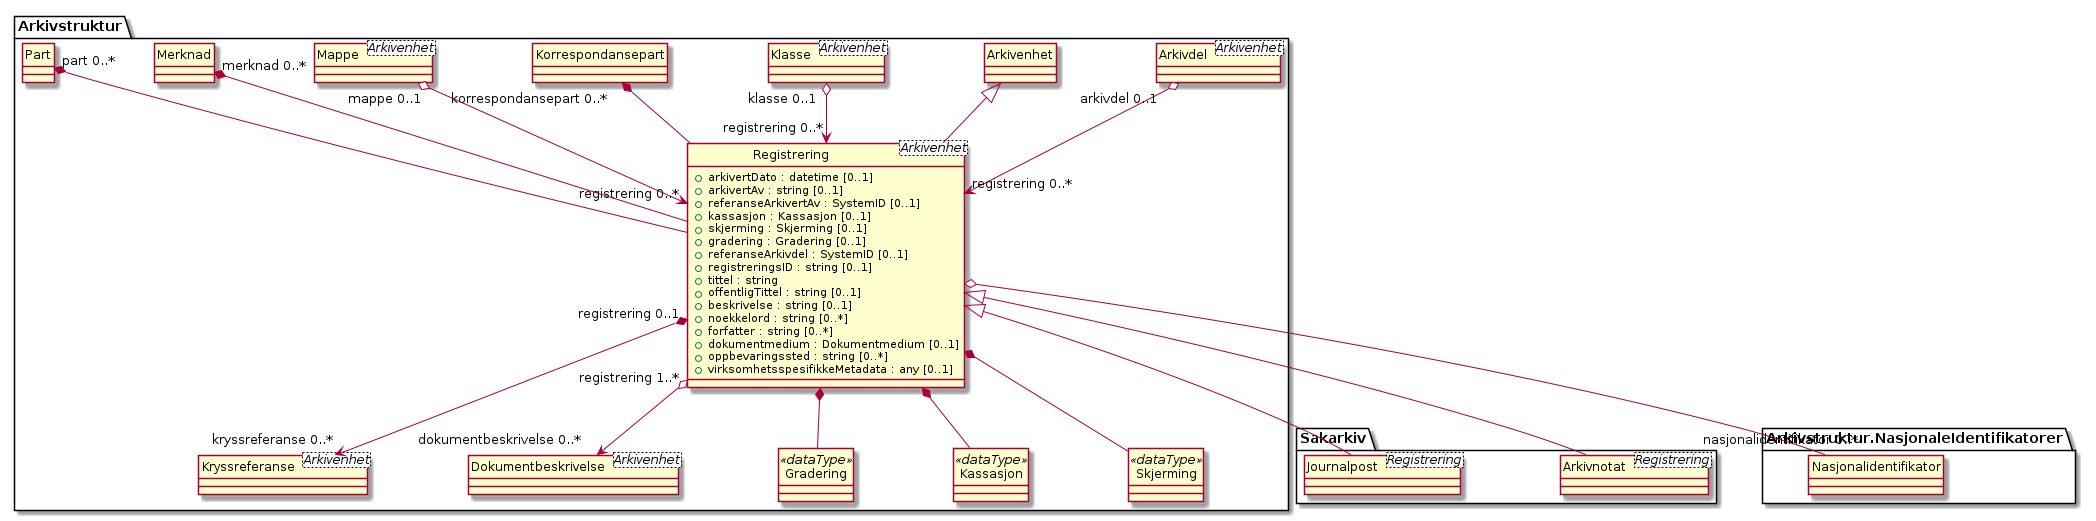 Arkivstruktur
Part
part 0..*
Merknad
merknad 0..*
Mappe
Arkivenhet
mappe 0..1
Korrespondansepart
korrespondansepart 0..*
Klasse
Arkivenhet
klasse 0..1
registrering 0..*
Arkivenhet
Arkivdel
Arkivenhet
arkivdel 0..1
registrering 0..*
registrering 0..*
Registrering
Arkivenhet
arkivertDato : datetime [0..1]
arkivertAv : string [0..1]
referanseArkivertAv : SystemID [0..1]
kassasjon : Kassasjon [0..1]
skjerming : Skjerming [0..1]
gradering : Gradering [0..1]
referanseArkivdel : SystemID [0..1]
registreringsID : string [0..1]
tittel : string
offentligTittel : string [0..1]
beskrivelse : string [0..1]
noekkelord : string [0..*]
forfatter : string [0..*]
dokumentmedium : Dokumentmedium [0..1]
oppbevaringssted : string [0..*]
virksomhetsspesifikkeMetadata : any [0..1]
registrering 0..1
registrering 1..*
kryssreferanse 0..*
dokumentbeskrivelse 0..*
Kryssreferanse
Arkivenhet
Dokumentbeskrivelse
Arkivenhet
«dataType»
Gradering
«dataType»
Kassasjon
«dataType»
Skjerming
Sakarkiv
Journalpost
Registrering
Arkivnotat
Registrering
nasjonalidentifikator 0..*
Arkivstruktur.NasjonaleIdentifikatorer
Nasjonalidentifikator